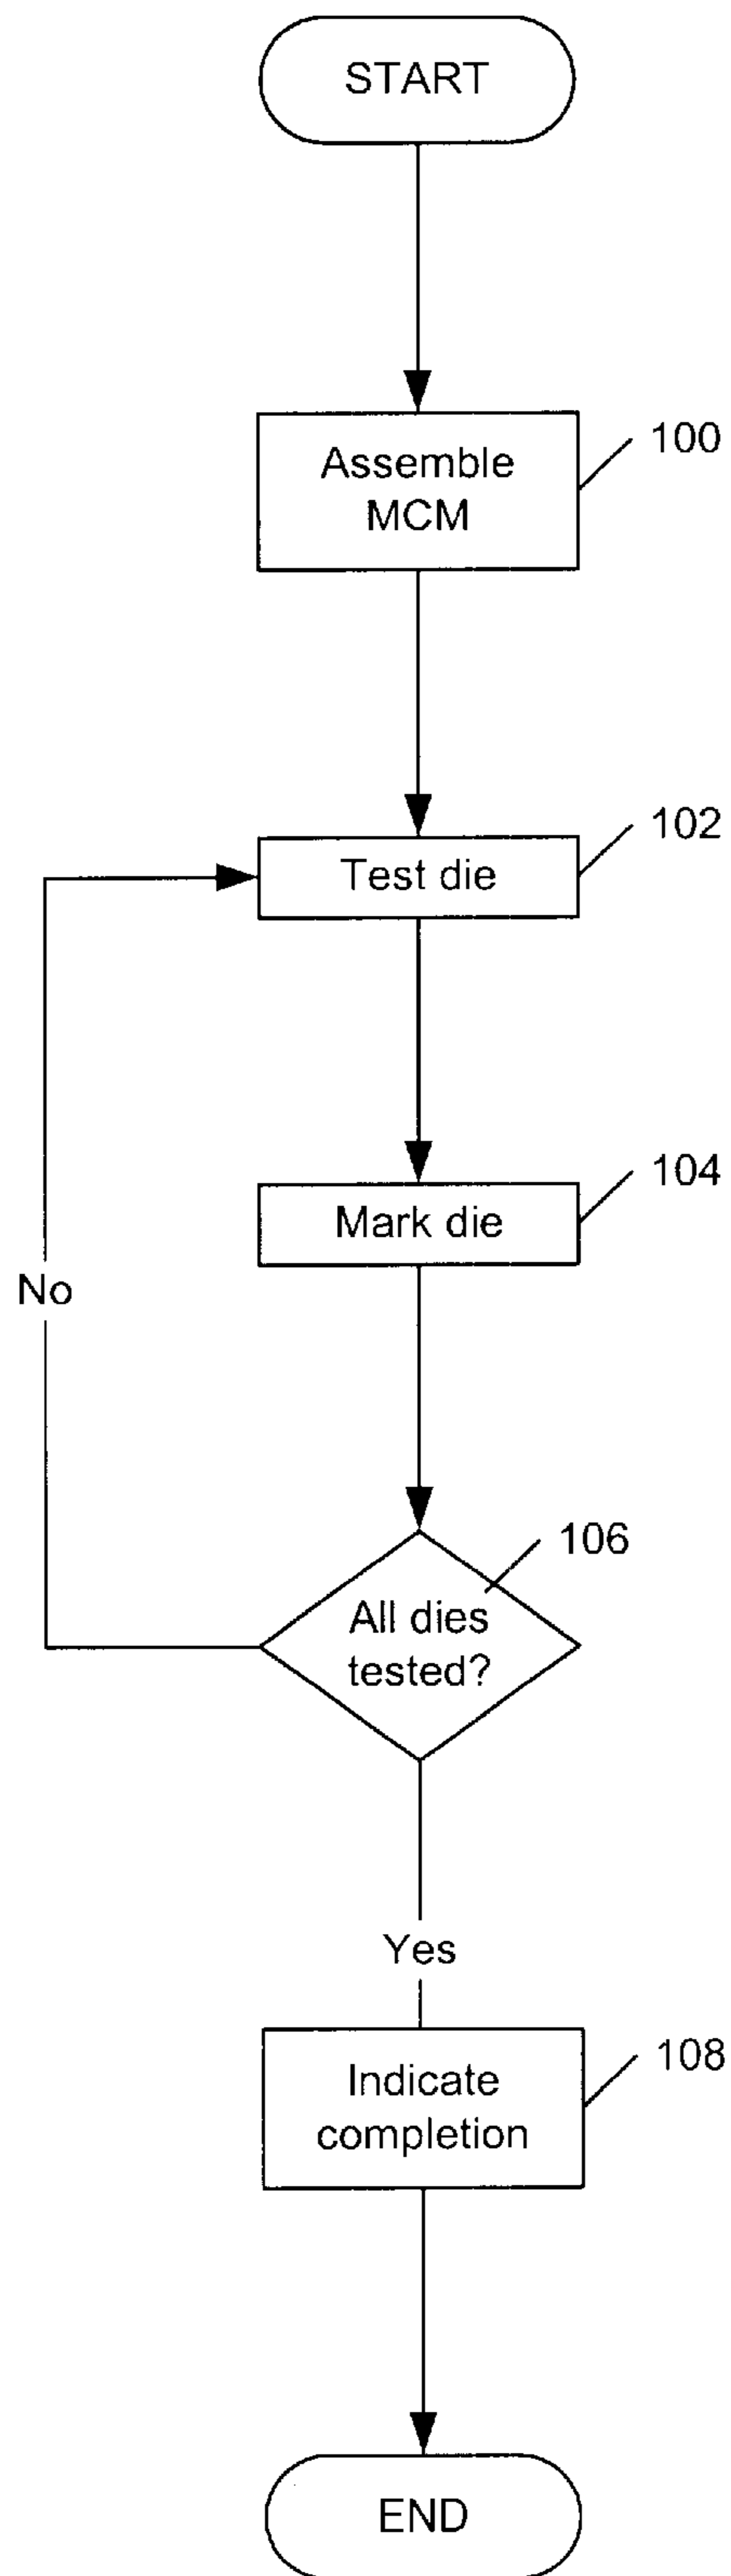 START
Assemble
MCM
100
Test die
102
Mark die
104
No
106
All dies
tested?
Yes
Indicate
completion
108
END